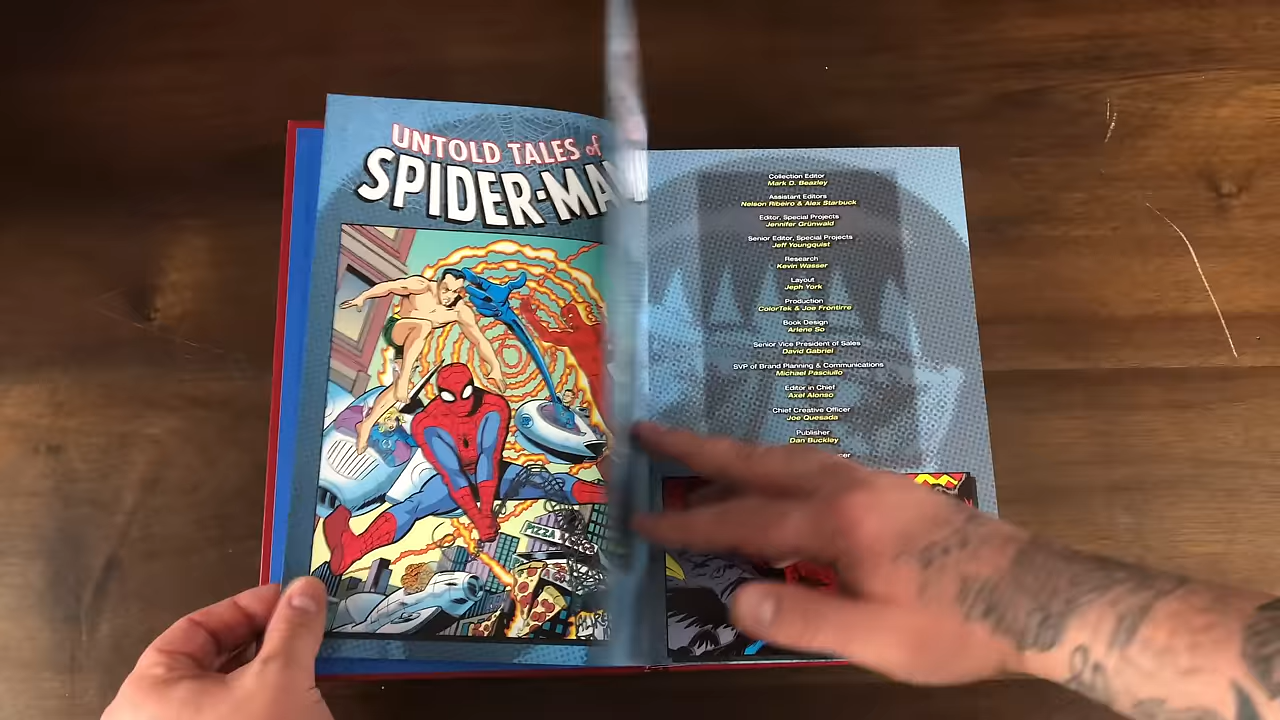 UNTOLD TALES of
SPIDER-MA
Collection Editor
Mark D. Beazley
Assistant Editors
Nelson Ribeiro & Alex Starbuck
Editor, Special Projects
Jennifer Grünwald
Senior Editor, Special Projects
Jeff Youngquist
Research
Kevin Wasser
Layout
Jeph York
Production
ColorTek & Joe Frontirre
Book Design
Arlene So
Senior Vice President of Sales
David Gabriel
SVP of Brand Planning & Communications
Michael Pasciullo
Editor in Chief
Axel Alonso
Chief Creative Officer
Joe Quesada
Publisher
Dan Buckley
PIZZA